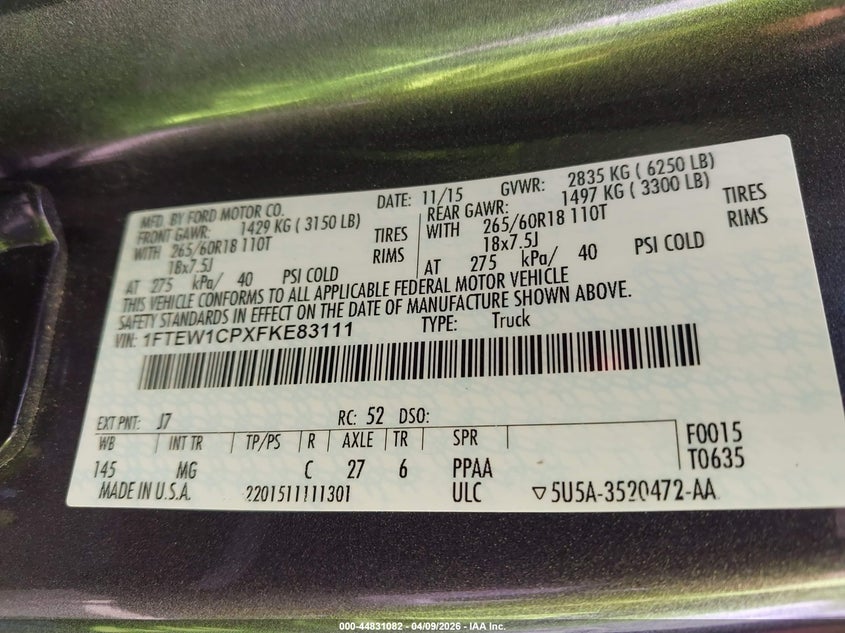 MFD. BY FORD MOTOR CO. DATE: 11/15 GVWR: 2835 KG ( 6250 LB)
FRONT GAWR: 1429 KG ( 3150 LB) REAR GAWR: 1497 KG ( 3300 LB)
WITH 265/60R18 110T TIRES WITH 265/60R18 110T TIRES
18x7.5J RIMS 18x7.5J RIMS
AT 275 kPa/ 40 PSI COLD AT 275 kPa/ 40 PSI COLD
THIS VEHICLE CONFORMS TO ALL APPLICABLE FEDERAL MOTOR VEHICLE
SAFETY STANDARDS IN EFFECT ON THE DATE OF MANUFACTURE SHOWN ABOVE.
VIN: 1FTEW1CPXFKE83111 TYPE: Truck
EXT PNT: J7 RC: 52 DSO:
WB INT TR TP/PS R AXLE TR SPR F0015
145 MG C 27 6 PPAA T0635
MADE IN U.S.A. 2201511111301 ULC ▽5U5A-3520472-AA
000-44831082 - 04/09/2026 - IAA Inc.